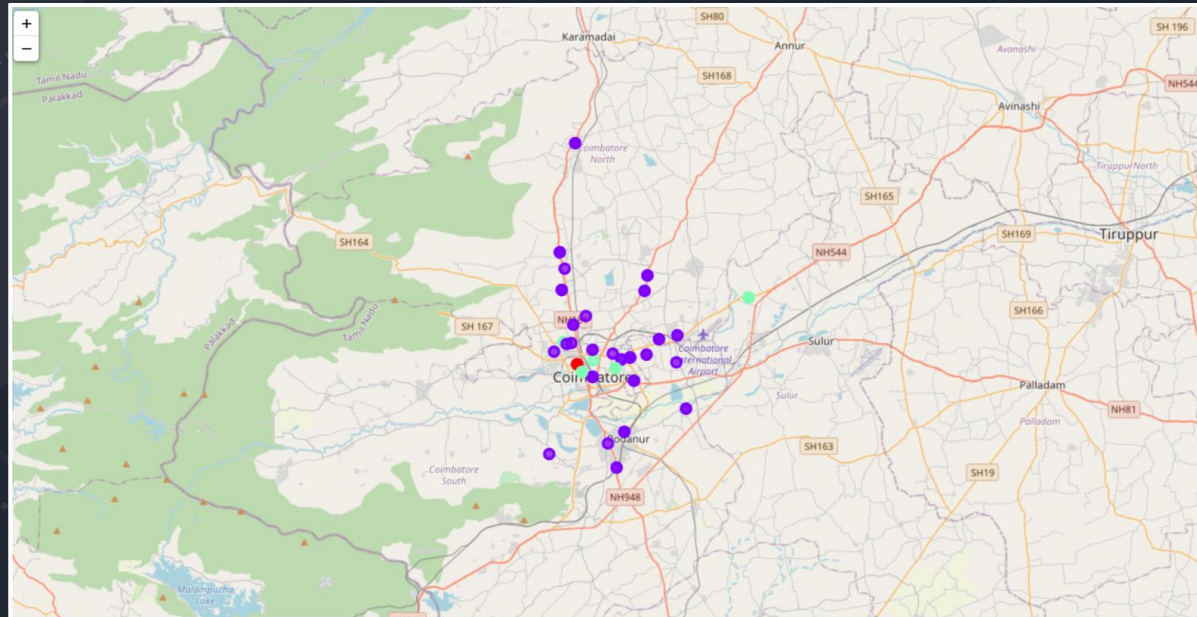 +
−
SH80
SH 196
Karamadai
Annur
Avanashi
Tamil Nadu
Palakkad
SH168
NH544
Avinashi
Coimbatore
North
Tiruppur North
SH165
SH164
SH169
Tiruppur
NH544
Palakkad
Tamil Nadu
SH166
SH 167
Sulur
Coimbatore
International
Airport
Coimbatore
Palladam
Sulur
NH81
Palladam
Podanur
SH163
Coimbatore
South
SH19
NH948
Malampuzha
Lake